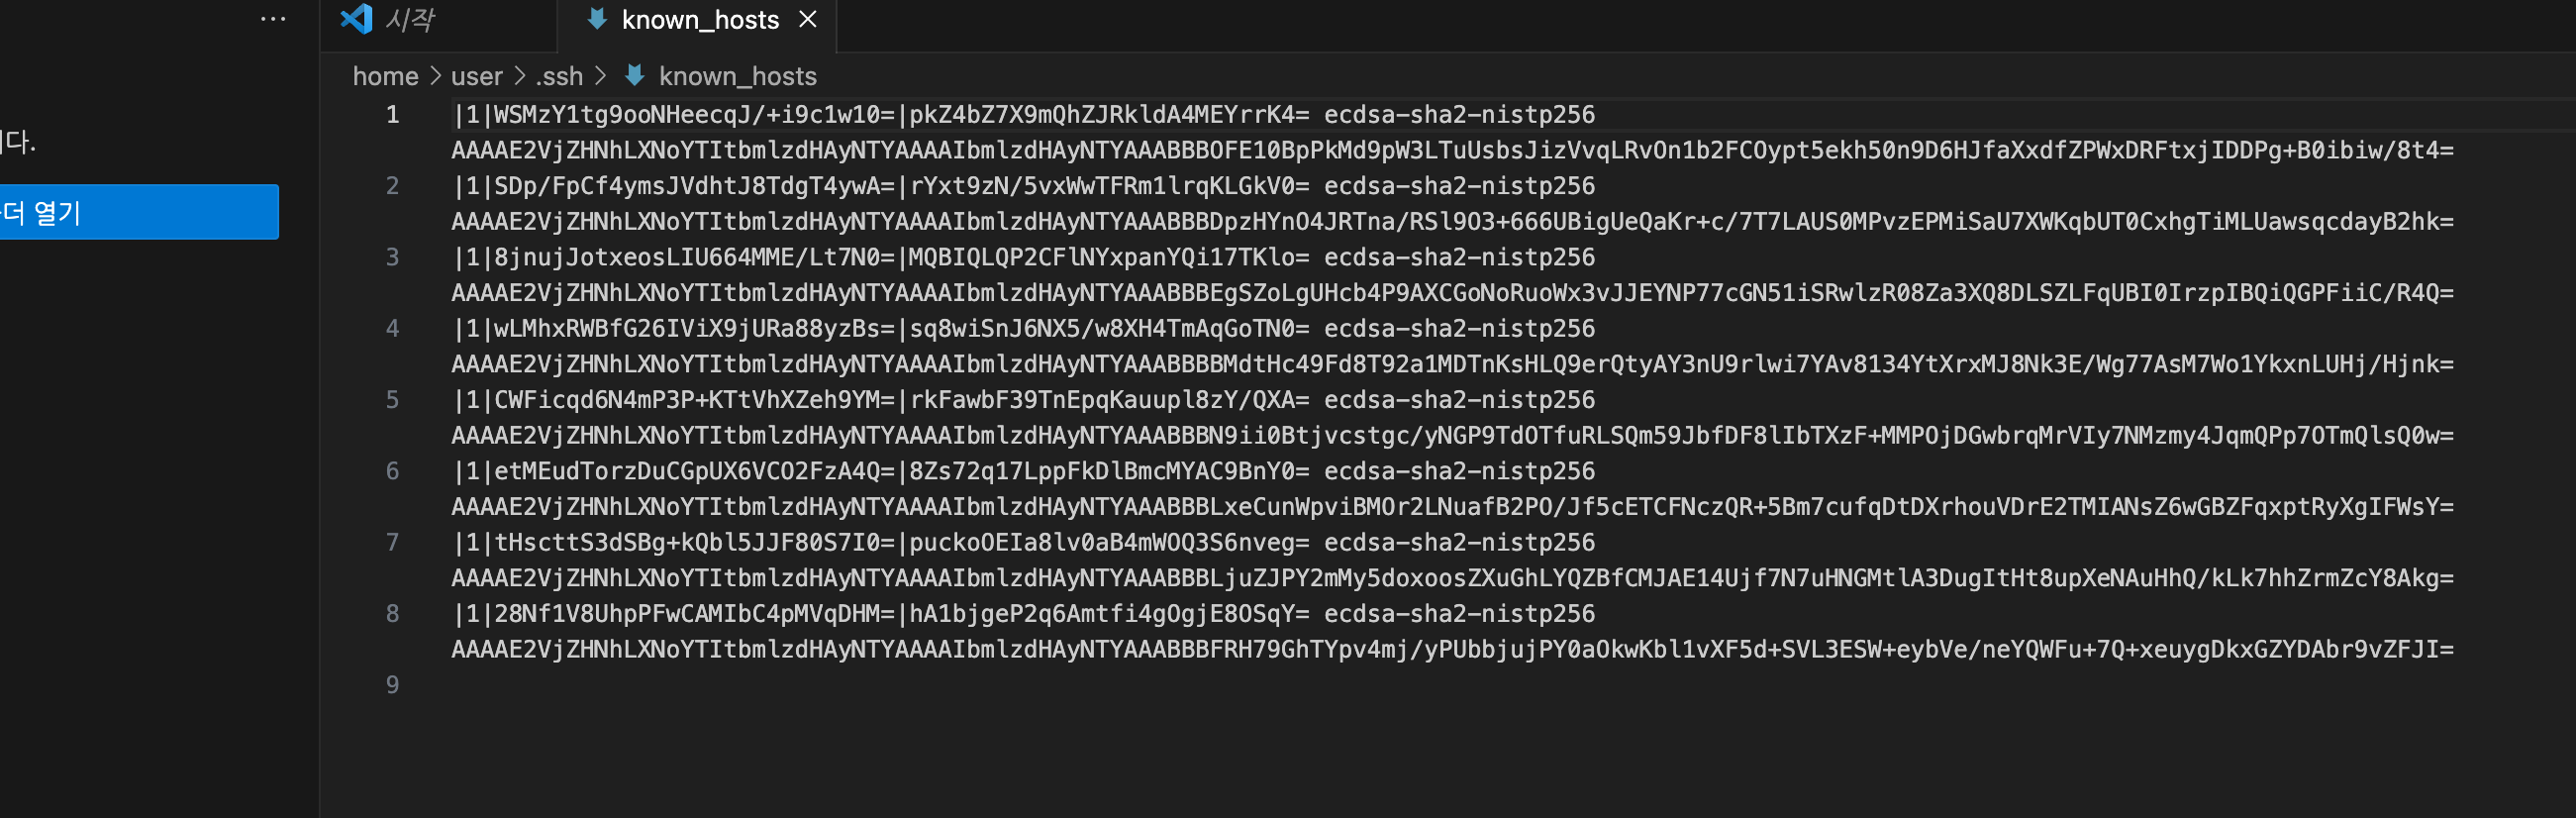 시작
known_hosts
home > user > .ssh > known_hosts
다.
더 열기
1 |1|WSMzY1tg9ooNHeecqJ/+i9c1w10=|pkZ4bZ7X9mQhZJRkldA4MEYrrK4= ecdsa-sha2-nistp256
AAAAE2VjZHNhLXNoYTItbmlzdHAyNTYAAAAIbmlzdHAyNTYAAABBBOFE10BpPkMd9pW3LTuUsbsJizVvqLRvOn1b2FCOypt5ekh50n9D6HJfaXxdfZPWxDRFtxjIDDPg+B0ibiw/8t4=
2 |1|SDp/FpCf4ymsJVdhtJ8TdgT4ywA=|rYxt9zN/5vxWwTFRm1lrqKLGkV0= ecdsa-sha2-nistp256
AAAAE2VjZHNhLXNoYTItbmlzdHAyNTYAAAAIbmlzdHAyNTYAAABBBDpzHYnO4JRTna/RSl9O3+666UBigUeQaKr+c/7T7LAUS0MPvzEPMiSaU7XWKqbUT0CxhgTiMLUawsqcdayB2hk=
3 |1|8jnujJotxeosLIU664MME/Lt7N0=|MQBIQLQP2CFlNYxpanYQi17TKlo= ecdsa-sha2-nistp256
AAAAE2VjZHNhLXNoYTItbmlzdHAyNTYAAAAIbmlzdHAyNTYAAABBBEgSZoLgUHcb4P9AXCGoNoRuoWx3vJJEYNP77cGN51iSRwlzR08Za3XQ8DLSZLFqUBI0IrzpIBQiQGPFiiC/R4Q=
4 |1|wLMhxRWBfG26IViX9jURa88yzBs=|sq8wiSnJ6NX5/w8XH4TmAqGoTN0= ecdsa-sha2-nistp256
AAAAE2VjZHNhLXNoYTItbmlzdHAyNTYAAAAIbmlzdHAyNTYAAABBBBMdtHc49Fd8T92a1MDTnKsHLQ9erQtyAY3nU9rlwi7YAv8134YtXrxMJ8Nk3E/Wg77AsM7Wo1YkxnLUHj/Hjnk=
5 |1|CWFicqd6N4mP3P+KTtVhXZeh9YM=|rkFawbF39TnEpqKauupl8zY/QXA= ecdsa-sha2-nistp256
AAAAE2VjZHNhLXNoYTItbmlzdHAyNTYAAAAIbmlzdHAyNTYAAABBBN9ii0Btjvcstgc/yNGP9TdOTfuRLSQm59JbfDF8lIbTXzF+MMPOjDGwbrqMrVIy7NMzmy4JqmQPp7OTmQlsQ0w=
6 |1|etMEudTorzDuCGpUX6VCO2FzA4Q=|8Zs72q17LppFkDlBmcMYAC9BnY0= ecdsa-sha2-nistp256
AAAAE2VjZHNhLXNoYTItbmlzdHAyNTYAAAAIbmlzdHAyNTYAAABBBLxeCunWpviBMOr2LNuafB2PO/Jf5cETCFNczQR+5Bm7cufqDtDXrhouVDrE2TMIANsZ6wGBZFqxptRyXgIFWsY=
7 |1|tHscttS3dSBg+kQbl5JJF80S7I0=|puckoOEIa8lv0aB4mWOQ3S6nveg= ecdsa-sha2-nistp256
AAAAE2VjZHNhLXNoYTItbmlzdHAyNTYAAAAIbmlzdHAyNTYAAABBBLjuZJPY2mMy5doxoosZXuGhLYQZBfCMJAE14Ujf7N7uHNGMtlA3DugItHt8upXeNAuHhQ/kLk7hhZrmZcY8Akg=
8 |1|28Nf1V8UhpPFwCAMIbC4pMVqDHM=|hA1bjgeP2q6Amtfi4gOgjE8OSqY= ecdsa-sha2-nistp256
AAAAE2VjZHNhLXNoYTItbmlzdHAyNTYAAAAIbmlzdHAyNTYAAABBBFRH79GhTYpv4mj/yPUbbjujPY0aOkwKbl1vXF5d+SVL3ESW+eybVe/neYQWFu+7Q+xeuygDkxGZYDAbr9vZFJI=
9